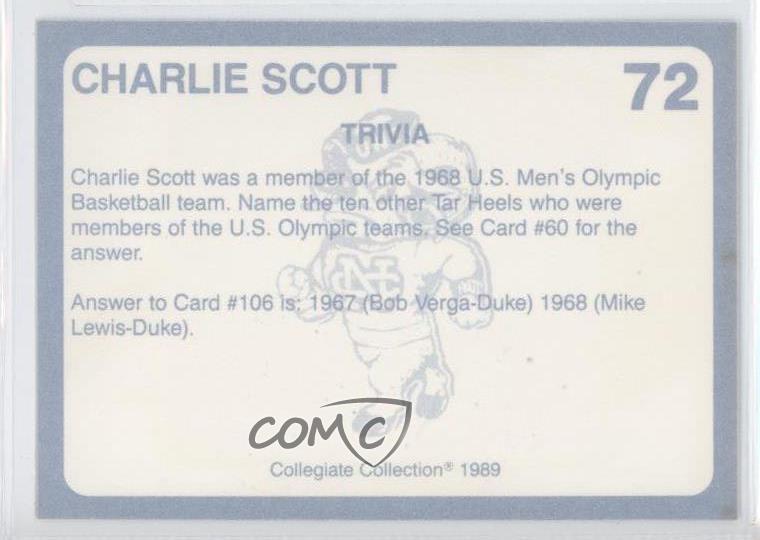 CHARLIE SCOTT 72
TRIVIA
Charlie Scott was a member of the 1968 U.S. Men's Olympic
Basketball team. Name the ten other Tar Heels who were
members of the U.S. Olympic teams. See Card #60 for the
answer.
Answer to Card #106 is: 1967 (Bob Verga-Duke) 1968 (Mike
Lewis-Duke).
NC
COMC
Collegiate Collection® 1989